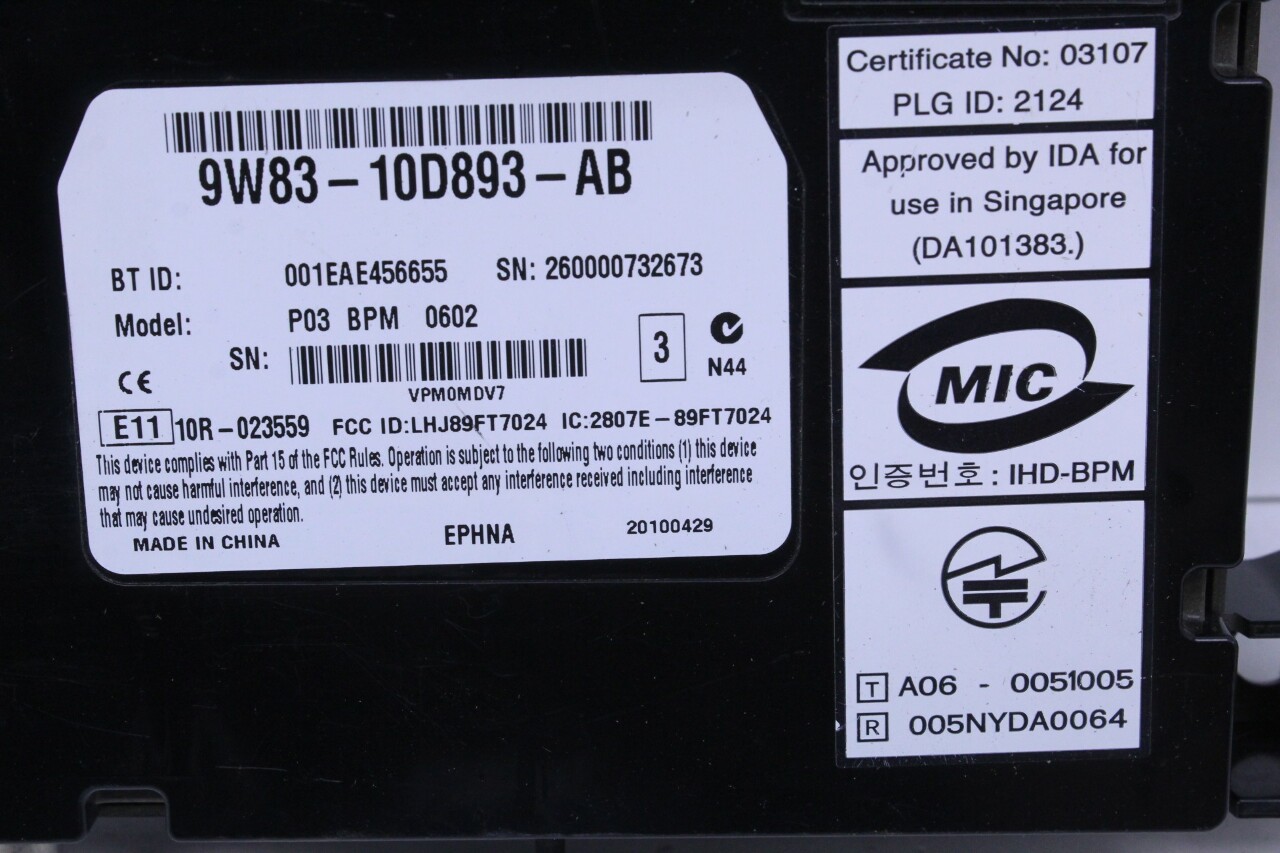 9W83-10D893-AB
BT ID: 001EAE456655 SN: 260000732673
Model: P03 BPM 0602
SN:
VPM0MDV7
3
N44
CE
E11 10R-023559 FCC ID:LHJ89FT7024 IC:2807E-89FT7024
This device complies with Part 15 of the FCC Rules. Operation is subject to the following two conditions (1) this device
may not cause harmful interference, and (2) this device must accept any interference received including interference
that may cause undesired operation.
MADE IN CHINA EPHNA 20100429
Certificate No: 03107
PLG ID: 2124
Approved by IDA for
use in Singapore
(DA101383.)
MIC
인증번호: IHD-BPM
T A06 - 0051005
R 005NYDA0064